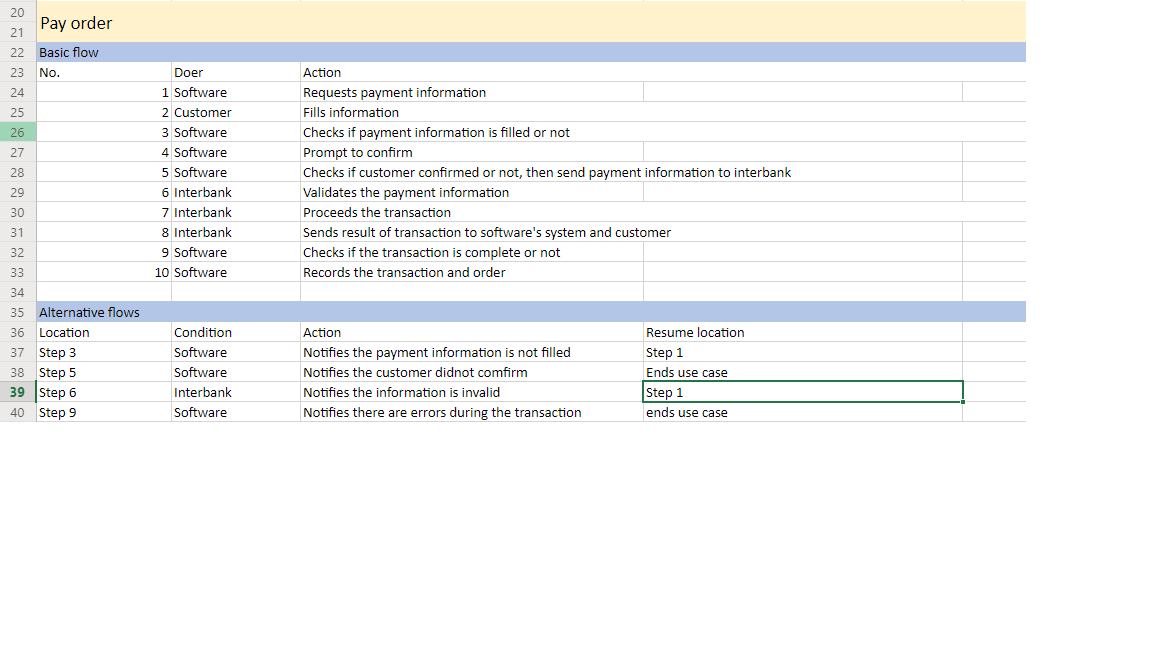 20
Pay order
21
22 Basic flow
23 No. Doer Action
24 1 Software Requests payment information
25 2 Customer Fills information
26 3 Software Checks if payment information is filled or not
27 4 Software Prompt to confirm
28 5 Software Checks if customer confirmed or not, then send payment information to interbank
29 6 Interbank Validates the payment information
30 7 Interbank Proceeds the transaction
31 8 Interbank Sends result of transaction to software's system and customer
32 9 Software Checks if the transaction is complete or not
33 10 Software Records the transaction and order
34
35 Alternative flows
36 Location Condition Action Resume location
37 Step 3 Software Notifies the payment information is not filled Step 1
38 Step 5 Software Notifies the customer didnot comfirm Ends use case
39 Step 6 Interbank Notifies the information is invalid Step 1
40 Step 9 Software Notifies there are errors during the transaction ends use case